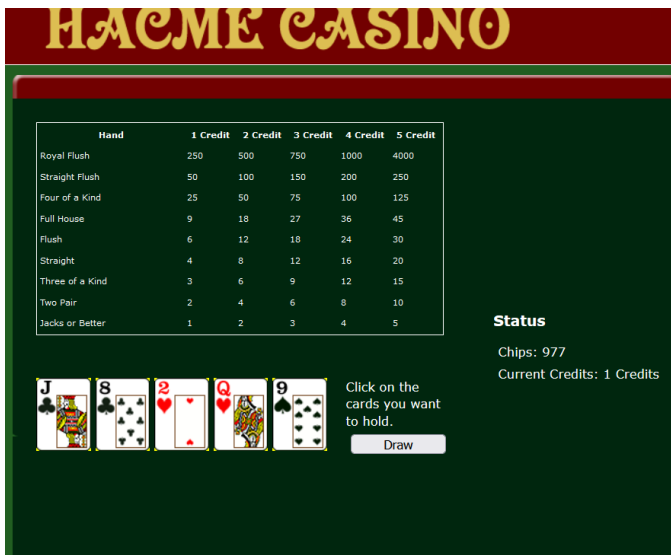 HACME CASINO
Hand 1 Credit 2 Credit 3 Credit 4 Credit 5 Credit
Royal Flush 250 500 750 1000 4000
Straight Flush 50 100 150 200 250
Four of a Kind 25 50 75 100 125
Full House 9 18 27 36 45
Flush 6 12 18 24 30
Straight 4 8 12 16 20
Three of a Kind 3 6 9 12 15
Two Pair 2 4 6 8 10
Jacks or Better 1 2 3 4 5
Status
Chips: 977
Current Credits: 1 Credits
J 8 2 Q 9
Click on the
cards you want
to hold.
Draw